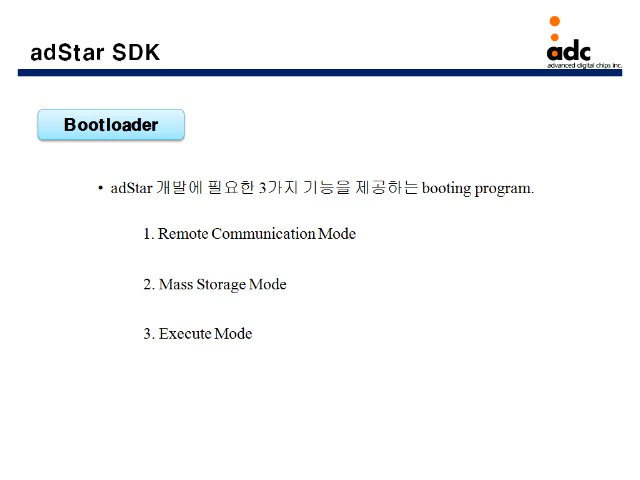 adStar SDK
adc
advanced digital chips inc.
Bootloader
• adStar 개발에 필요한 3가지 기능을 제공하는 booting program.
1. Remote Communication Mode
2. Mass Storage Mode
3. Execute Mode